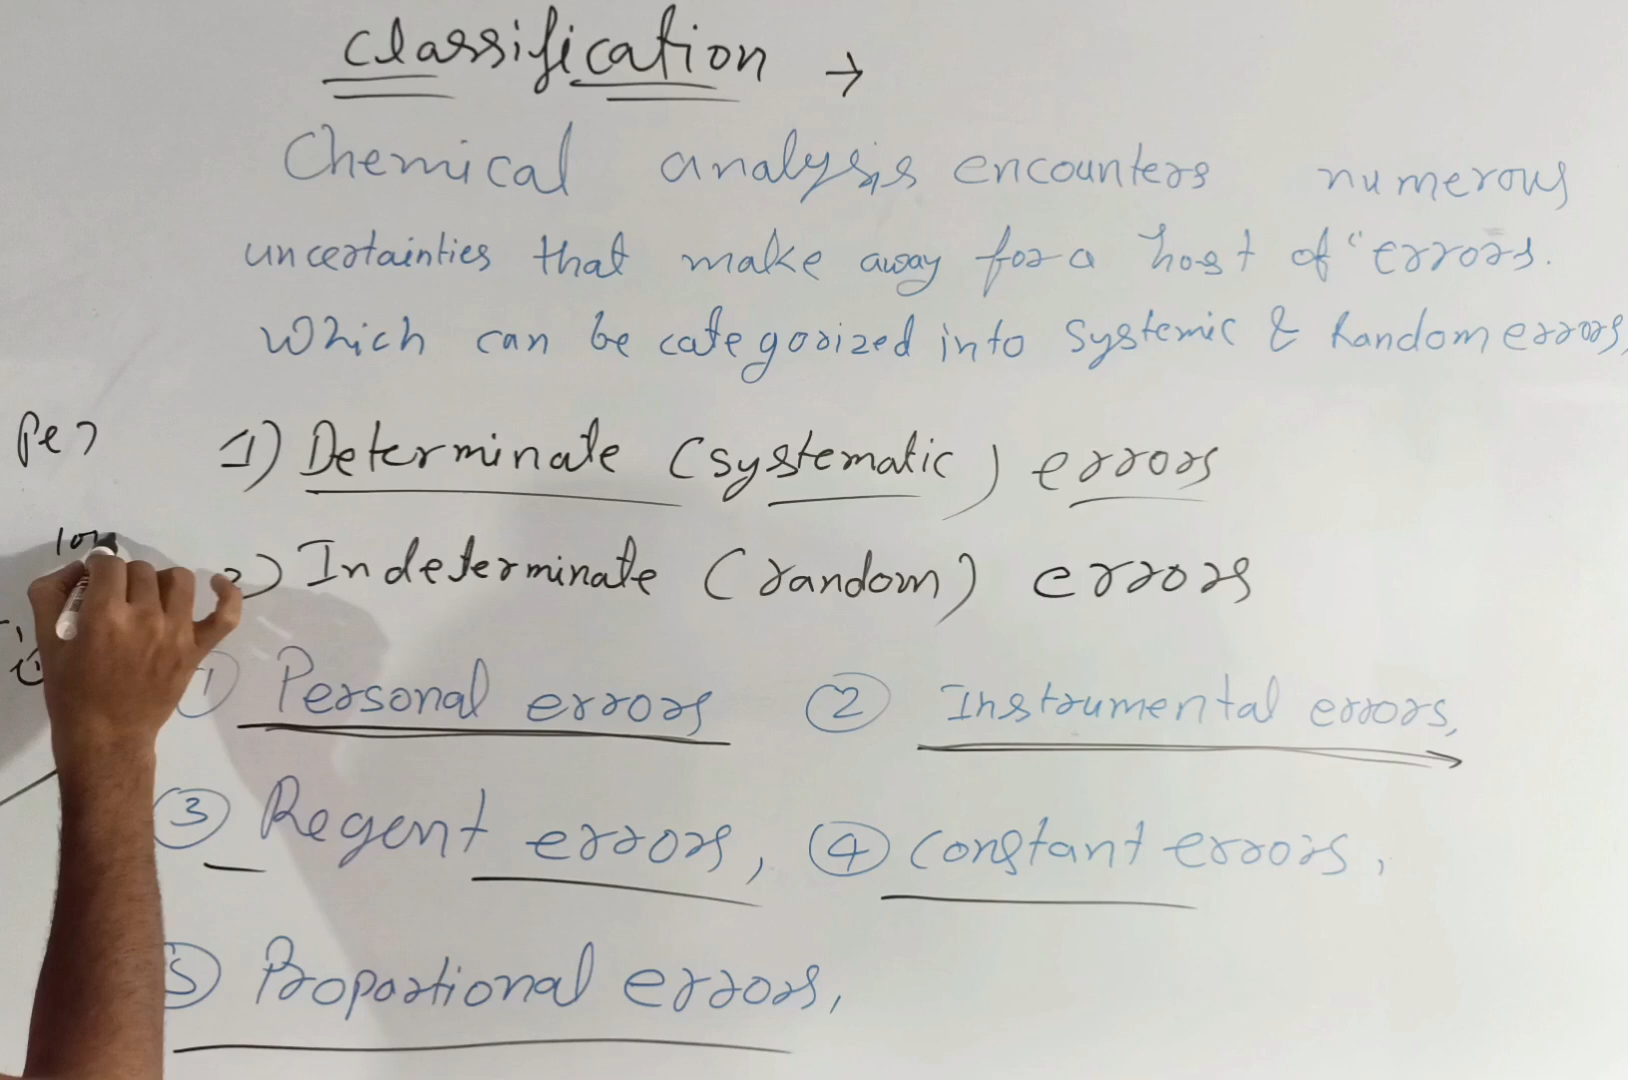 Classification →
Chemical analysis encounters numerous
uncertainties that make away for a host of "errors.
Which can be categorized into Systemic & Random errors,
1) Determinate (systematic) errors
2) Indeterminate (random) errors
① Personal errors ② Instrumental errors,
③ Regent errors, ④ Constant errors,
⑤ Proportional errors,